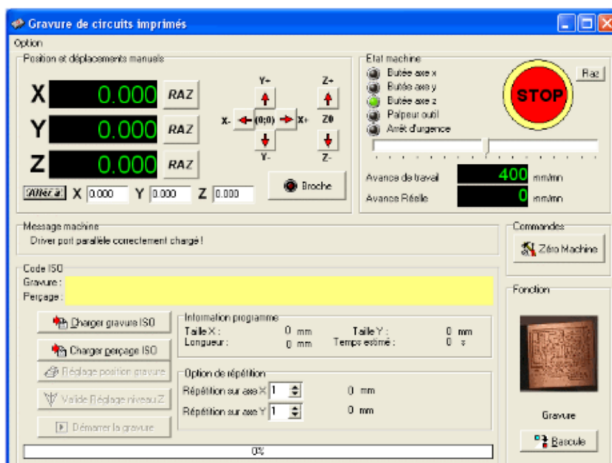 Gravure de circuits imprimés
Option
Position et déplacements manuels
X 0.000 RAZ
Y 0.000 RAZ
Z 0.000 RAZ
Y+
X- (0;0) X+
Y-
Z+
Z0
Z-
Aller à X 0.000 Y 0.000 Z 0.000
Broche
Etat machine
Butée axe x
Butée axe y
Butée axe z
Palpeur outil
Arrêt d'urgence
STOP
Raz
Avance de travail 400 mm/mn
Avance Réelle 0 mm/mn
Message machine
Driver port parallèle correctement chargé !
Commandes
Zéro Machine
Code ISO
Gravure :
Perçage :
Charger gravure ISO
Charger perçage ISO
Réglage position gravure
Valide Réglage niveau Z
Démarrer la gravure
Information programme
Taille X : 0 mm Taille Y : 0 mm
Longueur : 0 mm Temps estimé : 0 s
Option de répétition
Répétition sur axe X 1 0 mm
Répétition sur axe Y 1 0 mm
0%
Fonction
Gravure
Bascule